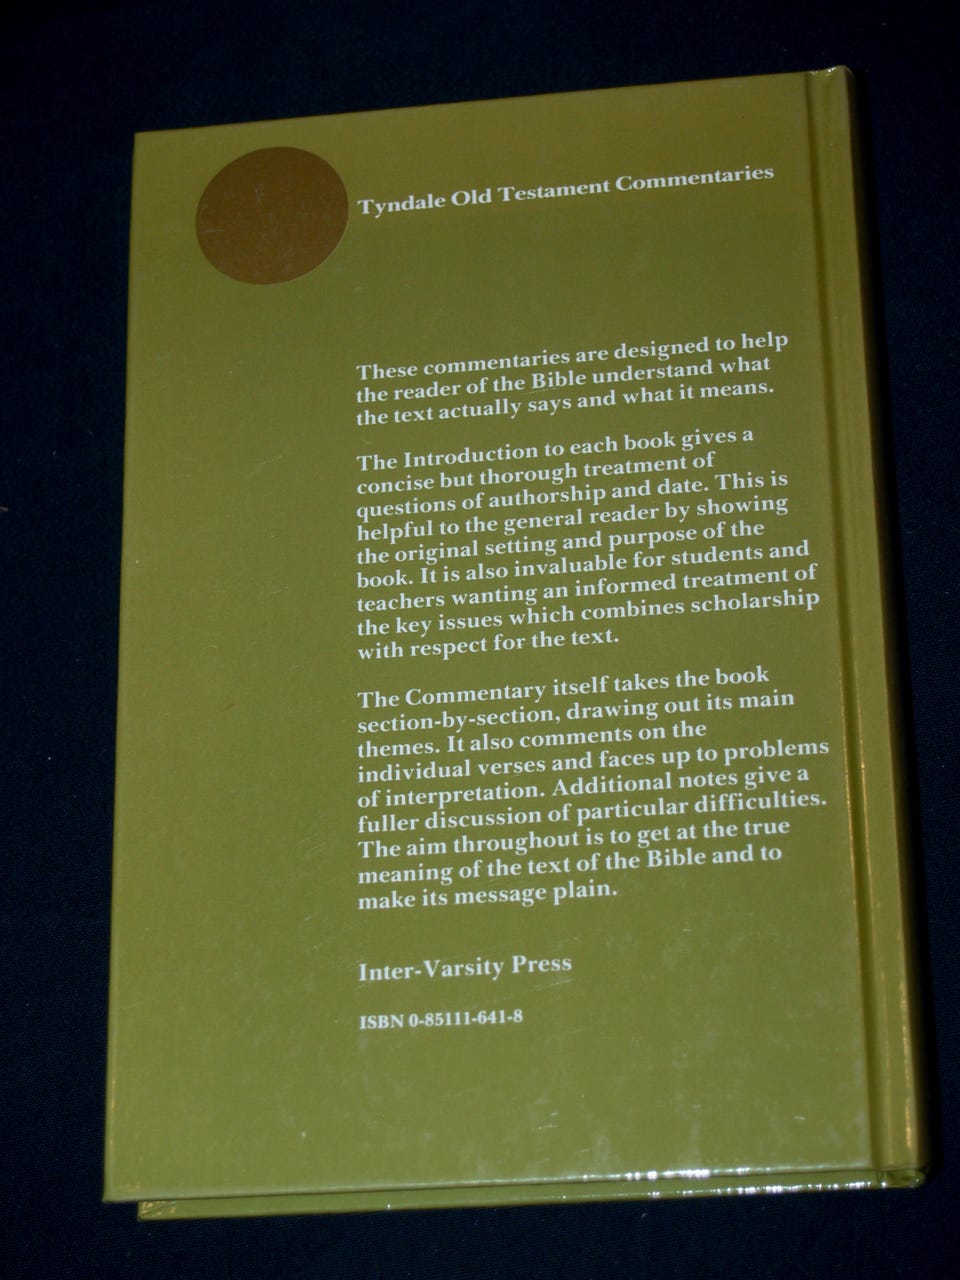 Tyndale Old Testament Commentaries
These commentaries are designed to help
the reader of the Bible understand what
the text actually says and what it means.
The Introduction to each book gives a
concise but thorough treatment of
questions of authorship and date. This is
helpful to the general reader by showing
the original setting and purpose of the
book. It is also invaluable for students and
teachers wanting an informed treatment of
the key issues which combines scholarship
with respect for the text.
The Commentary itself takes the book
section-by-section, drawing out its main
themes. It also comments on the
individual verses and faces up to problems
of interpretation. Additional notes give a
fuller discussion of particular difficulties.
The aim throughout is to get at the true
meaning of the text of the Bible and to
make its message plain.
Inter-Varsity Press
ISBN 0-85111-641-8